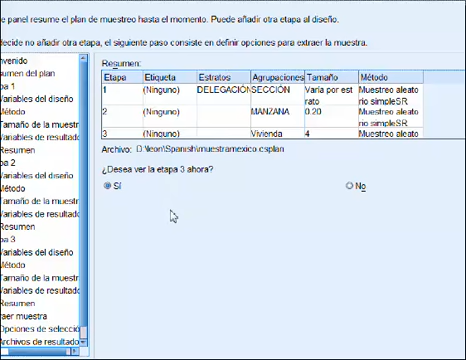 e panel resume el plan de muestreo hasta el momento. Puede añadir otra etapa al diseño.
decide no añadir otra etapa, el siguiente paso consiste en definir opciones para extraer la muestra.
nvenido
sumen del plan
pa 1
Variables del diseño
Método
Tamaño de la muestr
Variables de resultado
Resumen
pa 2
Variables del diseño
Método
Tamaño de la muestr
Variables de resultado
Resumen
pa 3
Variables del diseño
Método
Tamaño de la muestr
Variables de resultado
Resumen
raer muestra
Opciones de selecció
Archivos de resultado
Resumen:
Etapa Etiqueta Estratos Agrupaciones Tamaño Método
1 (Ninguno) DELEGACIÓN SECCIÓN Varía por est Muestreo aleato
rato rio simpleSR
2 (Ninguno) MANZANA 0.20 Muestreo aleato
rio simpleSR
3 (Ninguno) Vivienda 4 Muestreo aleato
Archivo: D:\leon\Spanish\muestramexico.csplan
¿Desea ver la etapa 3 ahora?
Sí No